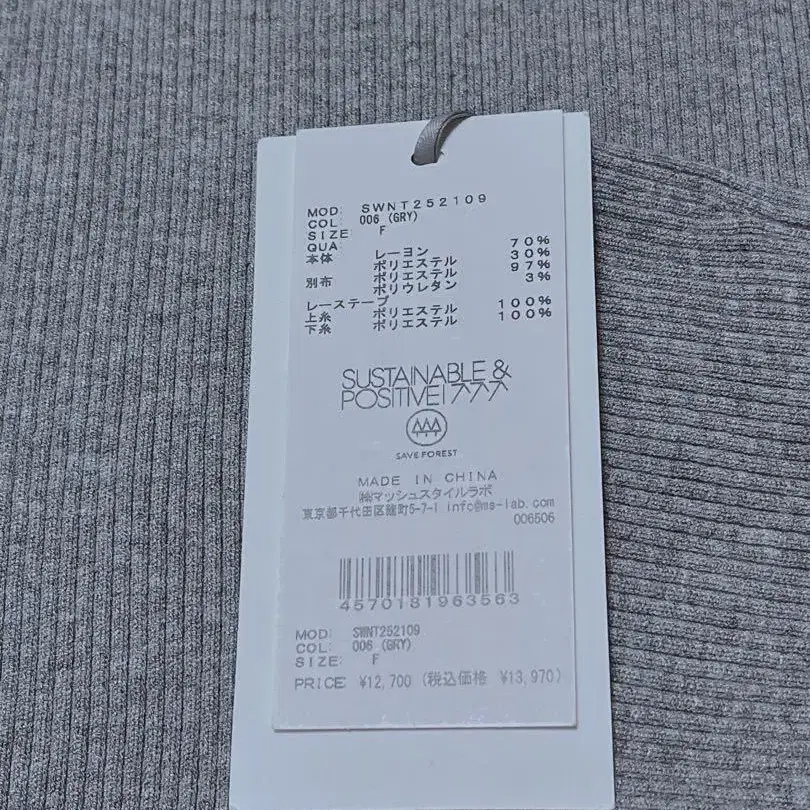 MOD: SWNT252109
COL: 006 (GRY)
SIZE F
QUA:
本体 レーヨン 70%
ポリエステル 30%
別布 ポリエステル 97%
ポリウレタン 3%
レーステープ
上糸 ポリエステル 100%
下糸 ポリエステル 100%
SUSTAINABLE &
POSITIVE!アアア
SAVE FOREST
MADE IN CHINA
㈱マッシュスタイルラボ
東京都千代田区麹町5-7-1 info@ms-lab.com
006506
4570181963563
MOD: SWNT252109
COL: 006 (GRY)
SIZE: F
PRICE: ¥12,700 (税込価格 ¥13,970)